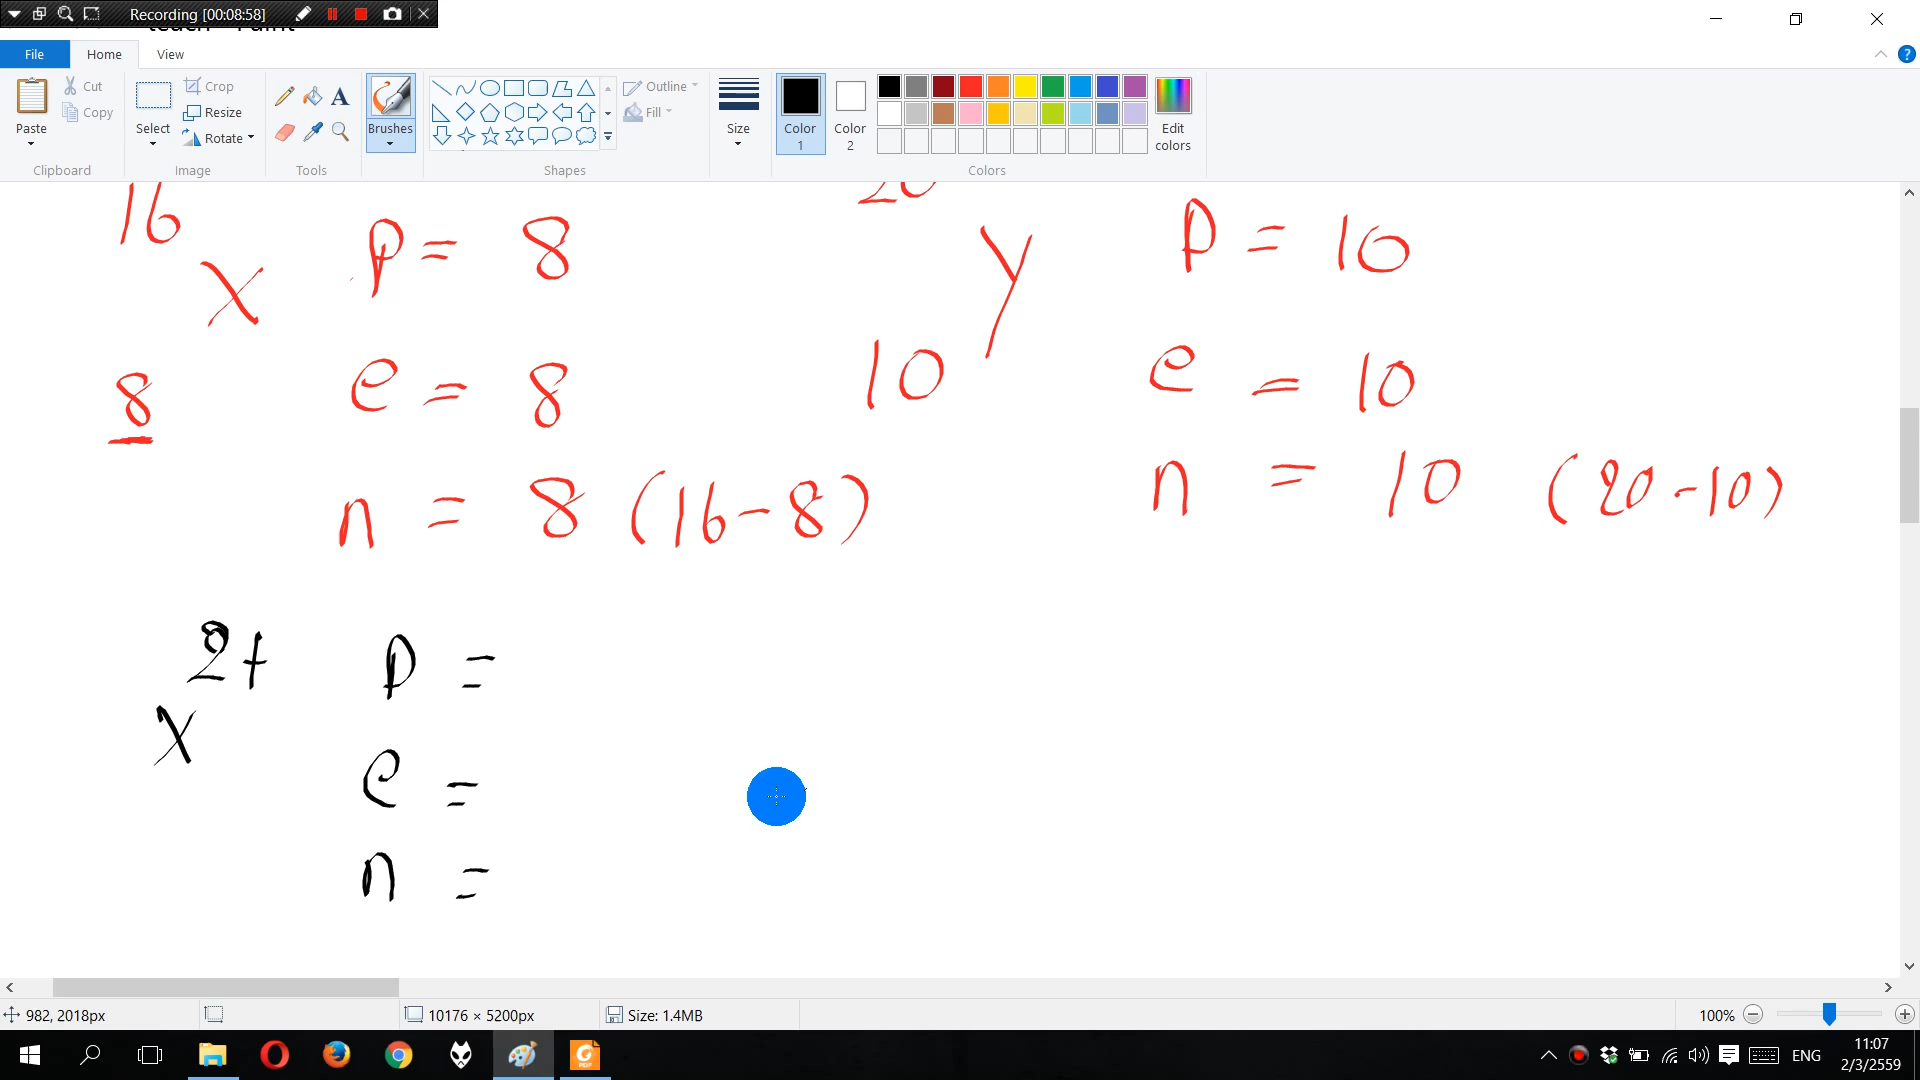 Recording [00:08:58]
File Home View
Paste
Cut
Copy
Clipboard
Select
Crop
Resize
Rotate
Image
A
Tools
Brushes
Outline
Fill
Shapes
Size
Color 1
Color 2
Edit colors
Colors
?
16
X
8
P = 8
e = 8
n = 8 (16-8)
20
Y
10
P = 10
e = 10
n = 10 (20-10)
2+
X
P =
e =
n =
982, 2018px
10176 × 5200px
Size: 1.4MB
100%
ENG
11:07
2/3/2559